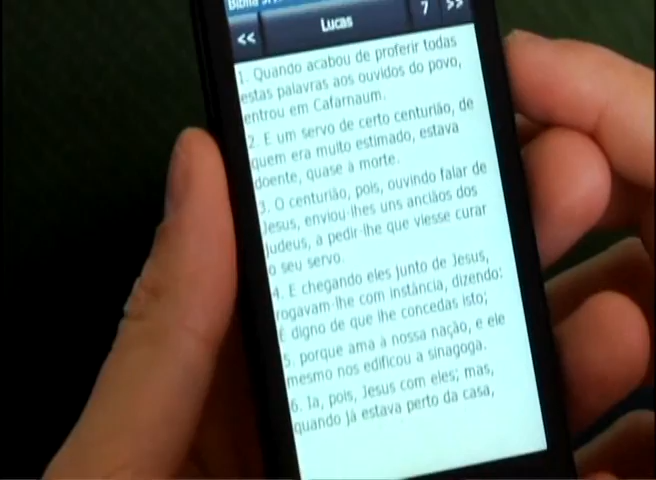 Bíblia
<< Lucas 7 >>
1. Quando acabou de proferir todas
estas palavras aos ouvidos do povo,
entrou em Cafarnaum.
2. E um servo de certo centurião, de
quem era muito estimado, estava
doente, quase à morte.
3. O centurião, pois, ouvindo falar de
Jesus, enviou-lhes uns anciãos dos
judeus, a pedir-lhe que viesse curar
o seu servo.
4. E chegando eles junto de Jesus,
rogavam-lhe com instância, dizendo:
É digno de que lhe concedas isto;
5. porque ama à nossa nação, e ele
mesmo nos edificou a sinagoga.
6. Ia, pois, Jesus com eles; mas,
quando já estava perto da casa,